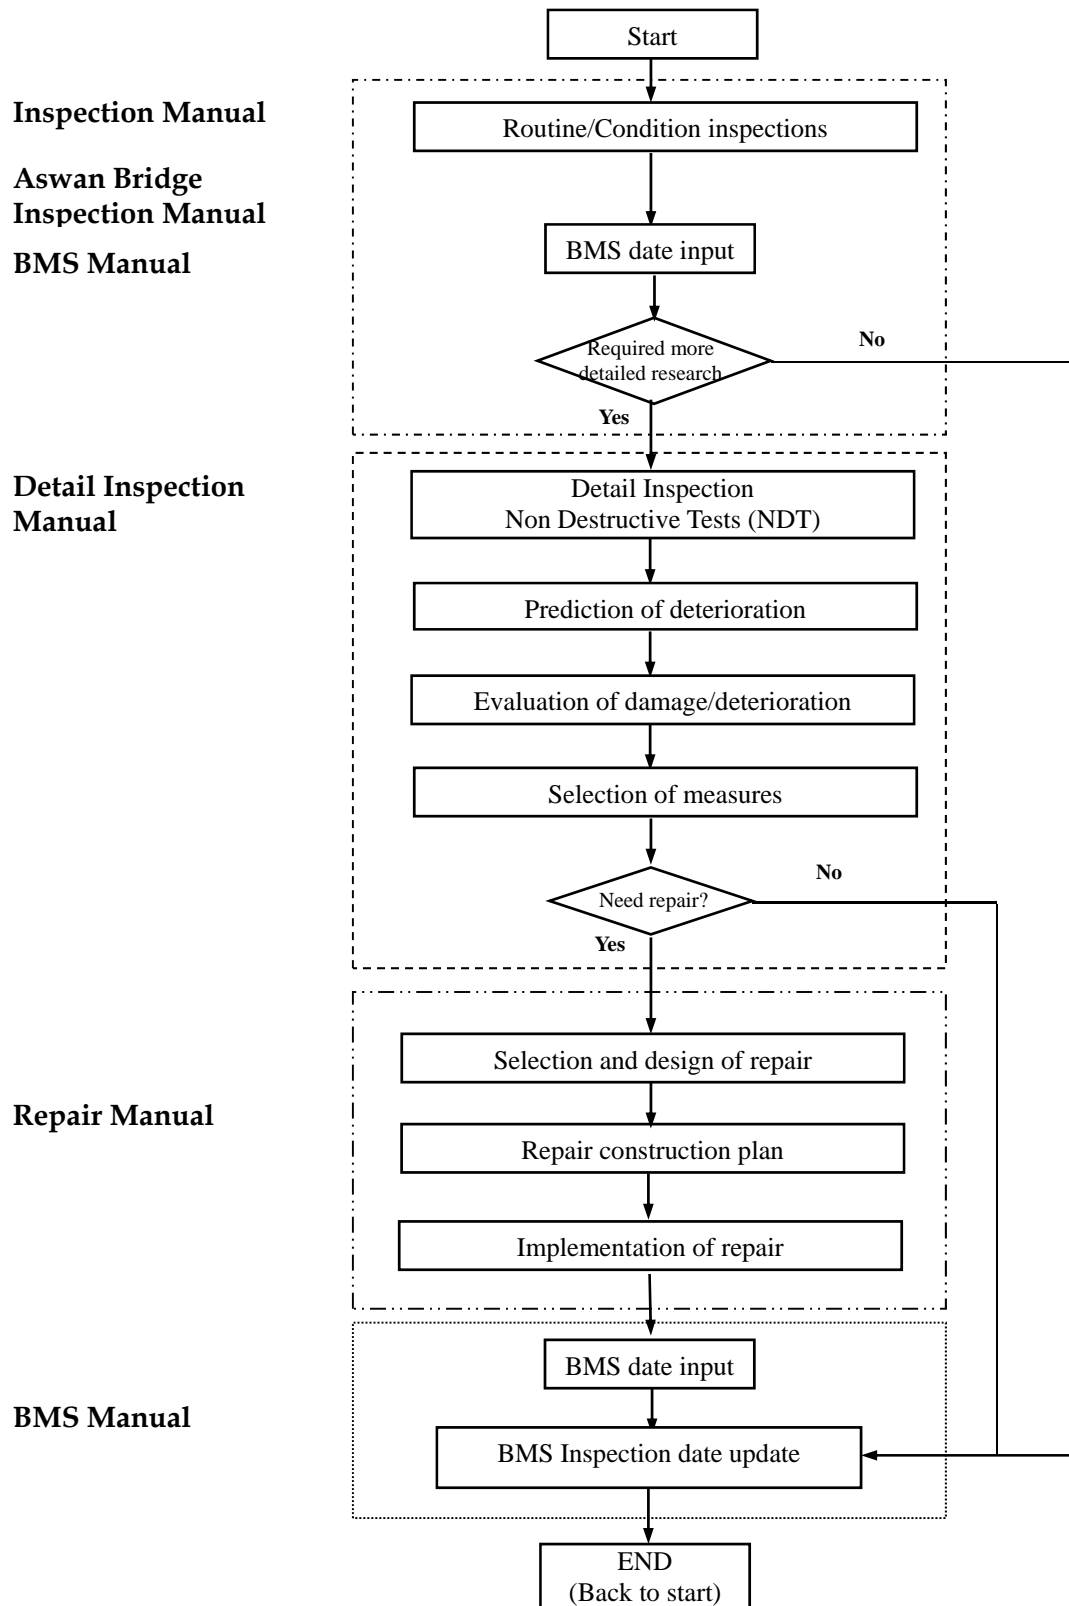 Start
Inspection Manual
Routine/Condition inspections
Aswan Bridge
Inspection Manual
BMS Manual
BMS date input
Required more
detailed research
No
Yes
Detail Inspection
Manual
Detail Inspection
Non Destructive Tests (NDT)
Prediction of deterioration
Evaluation of damage/deterioration
Selection of measures
Need repair?
No
Yes
Repair Manual
Selection and design of repair
Repair construction plan
Implementation of repair
BMS Manual
BMS date input
BMS Inspection date update
END
(Back to start)